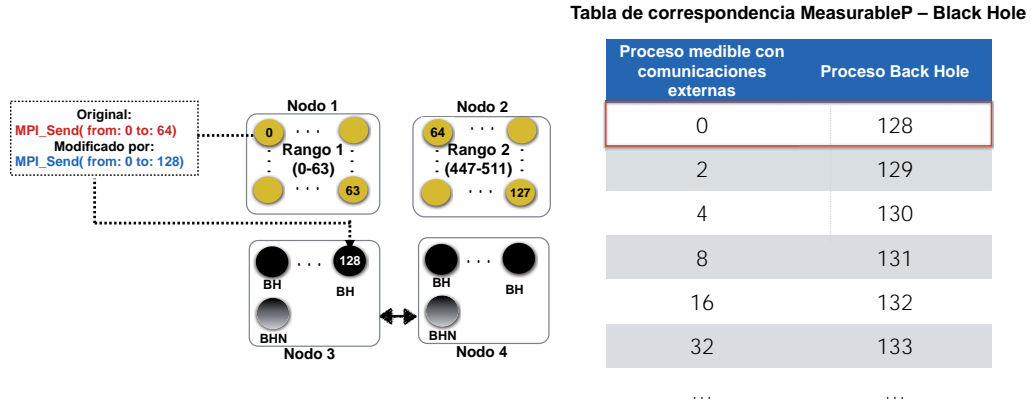 Tabla de correspondencia MeasurableP – Black Hole
Original:
MPI_Send( from: 0 to: 64)
Modificado por:
MPI_Send( from: 0 to: 128)
Nodo 1
0 . . .
Rango 1
(0-63)
. . . 63
Nodo 2
64 . . .
Rango 2
(447-511)
. . . 127
. . . 128
BH
BH
BHN
Nodo 3
. . .
BH
BH
BHN
Nodo 4
Proceso medible con
comunicaciones
externas
Proceso Back Hole
0 128
2 129
4 130
8 131
16 132
32 133
... ...